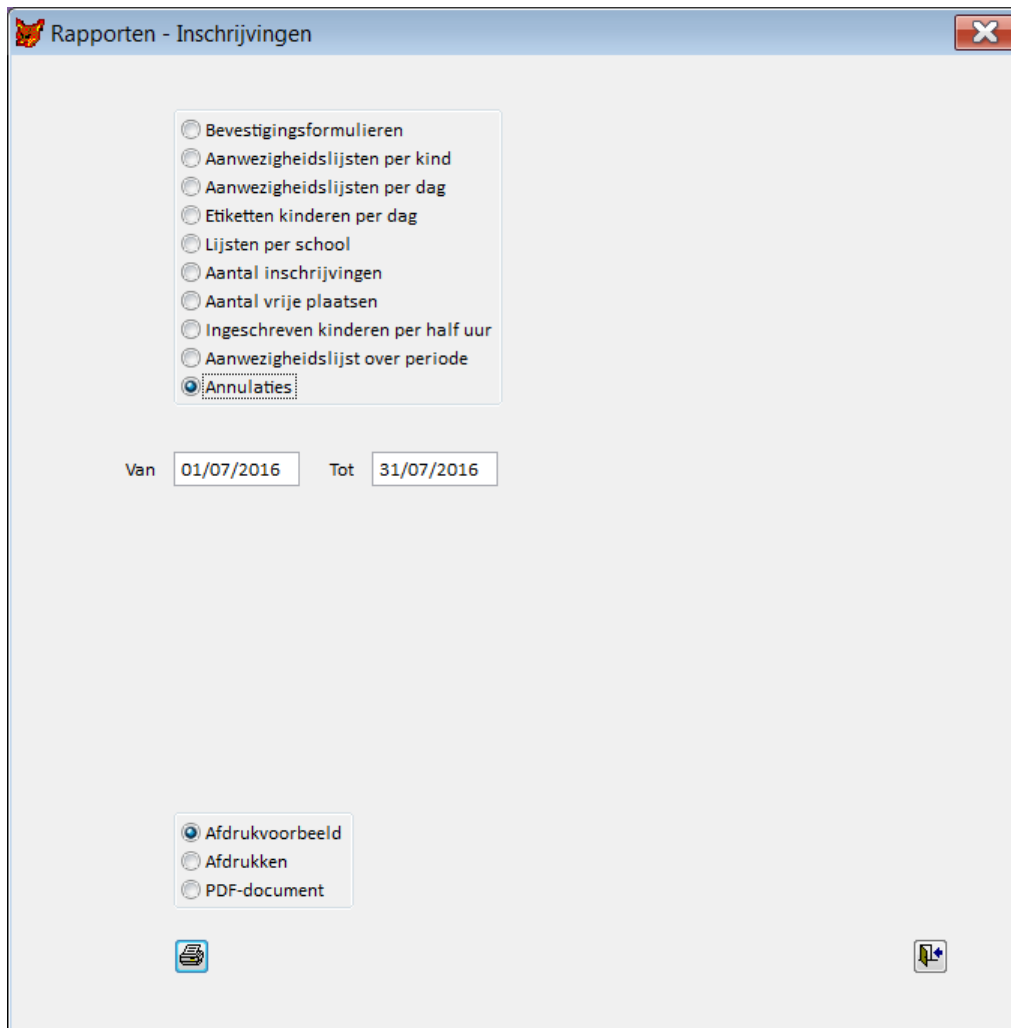 Rapporten - Inschrijvingen
Bevestigingsformulieren
Aanwezigheidslijsten per kind
Aanwezigheidslijsten per dag
Etiketten kinderen per dag
Lijsten per school
Aantal inschrijvingen
Aantal vrije plaatsen
Ingeschreven kinderen per half uur
Aanwezigheidslijst over periode
Annulaties
Van 01/07/2016 Tot 31/07/2016
Afdrukvoorbeeld
Afdrukken
PDF-document